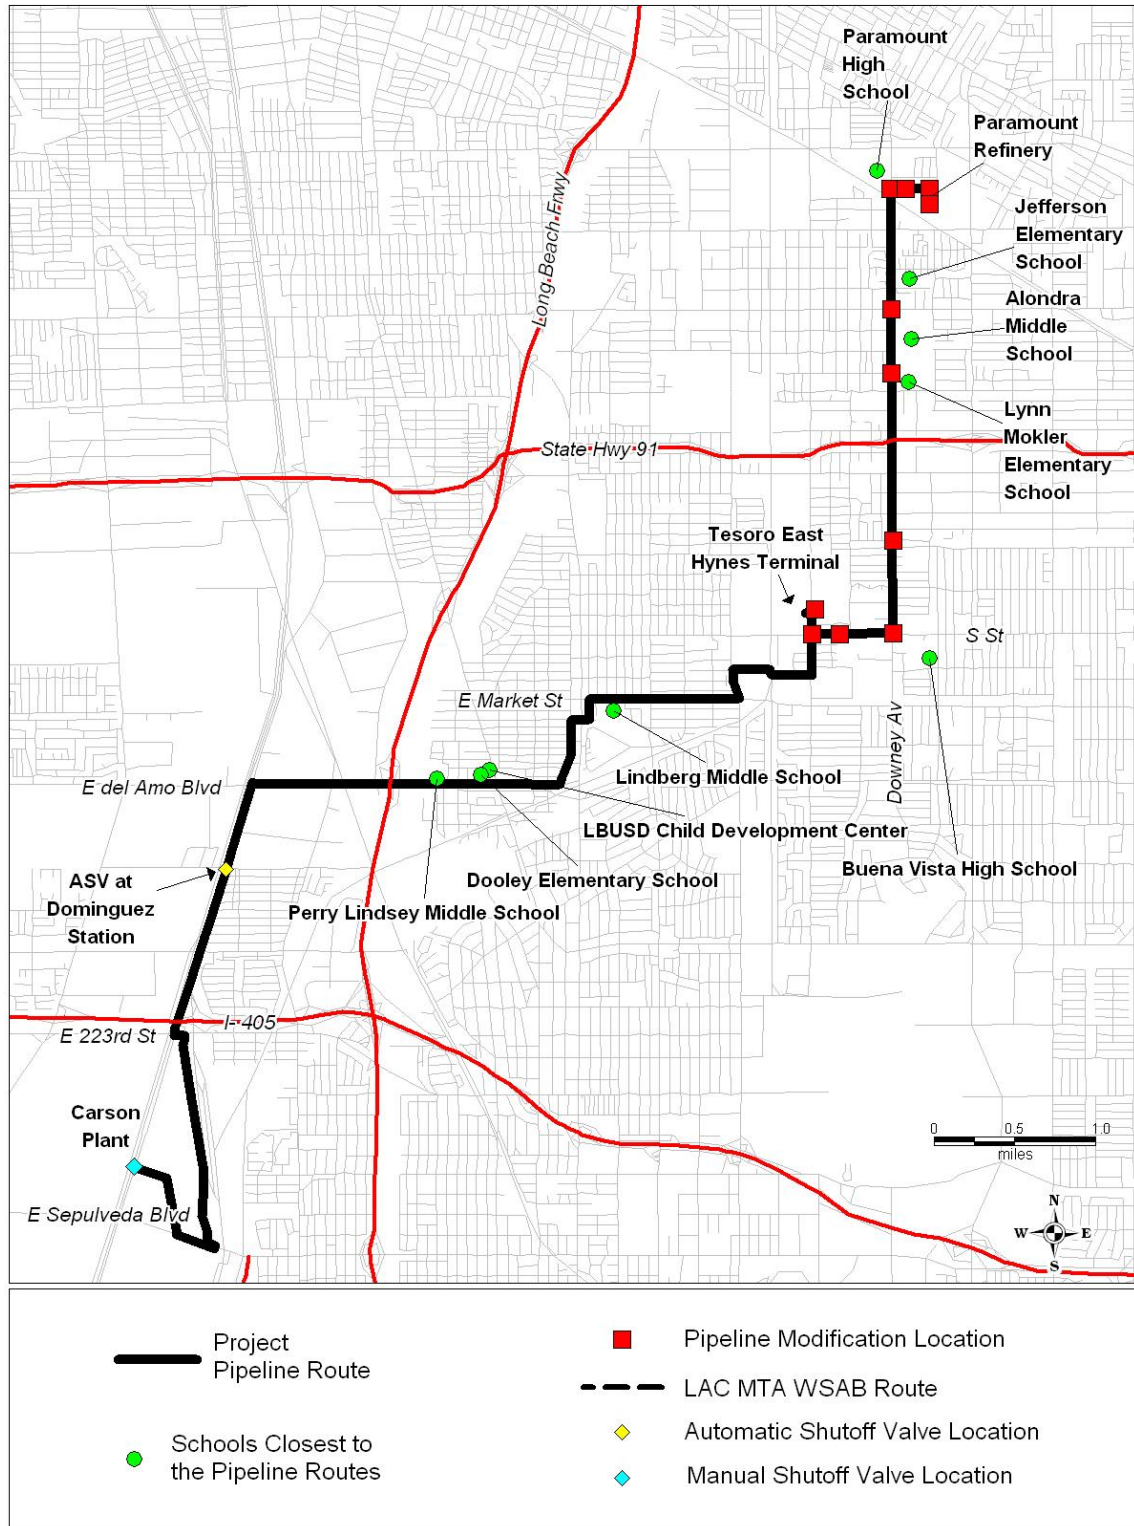 Paramount
High
School
Paramount
Refinery
Jefferson
Elementary
School
Alondra
Middle
School
Lynn
Mokler
Elementary
School
Long Beach Frwy
State Hwy 91
Tesoro East
Hynes Terminal
S St
E Market St
Downey Av
E del Amo Blvd
Lindberg Middle School
LBUSD Child Development Center
Buena Vista High School
Dooley Elementary School
Perry Lindsey Middle School
ASV at
Dominguez
Station
I- 405
E 223rd St
Carson
Plant
0 0.5 1.0
miles
E Sepulveda Blvd
N
W E
S
Project
Pipeline Route
Schools Closest to
the Pipeline Routes
Pipeline Modification Location
LAC MTA WSAB Route
Automatic Shutoff Valve Location
Manual Shutoff Valve Location